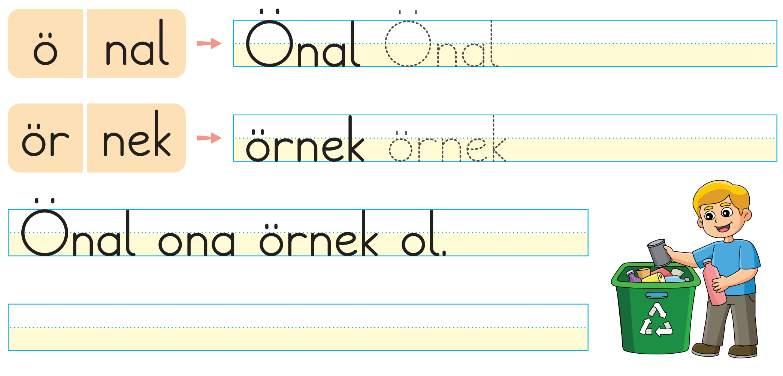 ö nal Önal Önal
ör nek örnek örnek
Önal ona örnek ol.